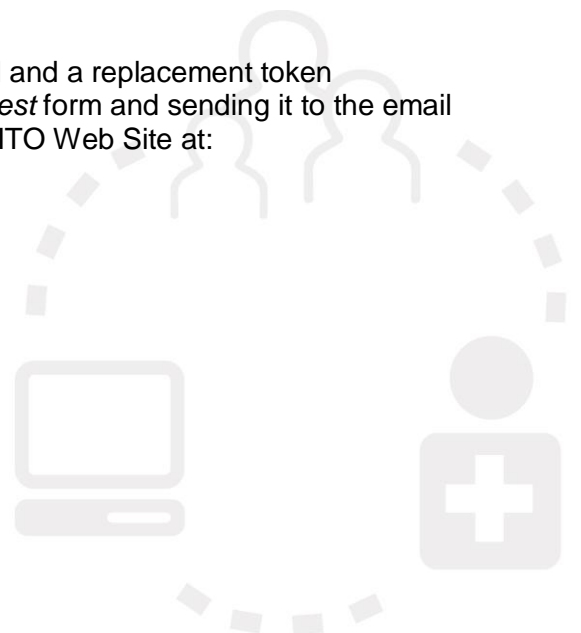 and a replacement token
est form and sending it to the email
ITO Web Site at: